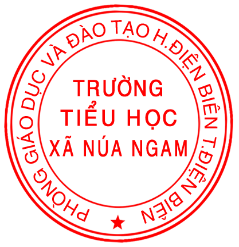 PHÒNG GIÁO DỤC VÀ ĐÀO TẠO H.ĐIỆN BIÊN T.ĐIỆN BIÊN
TRƯỜNG
TIỂU HỌC
XÃ NÚA NGAM